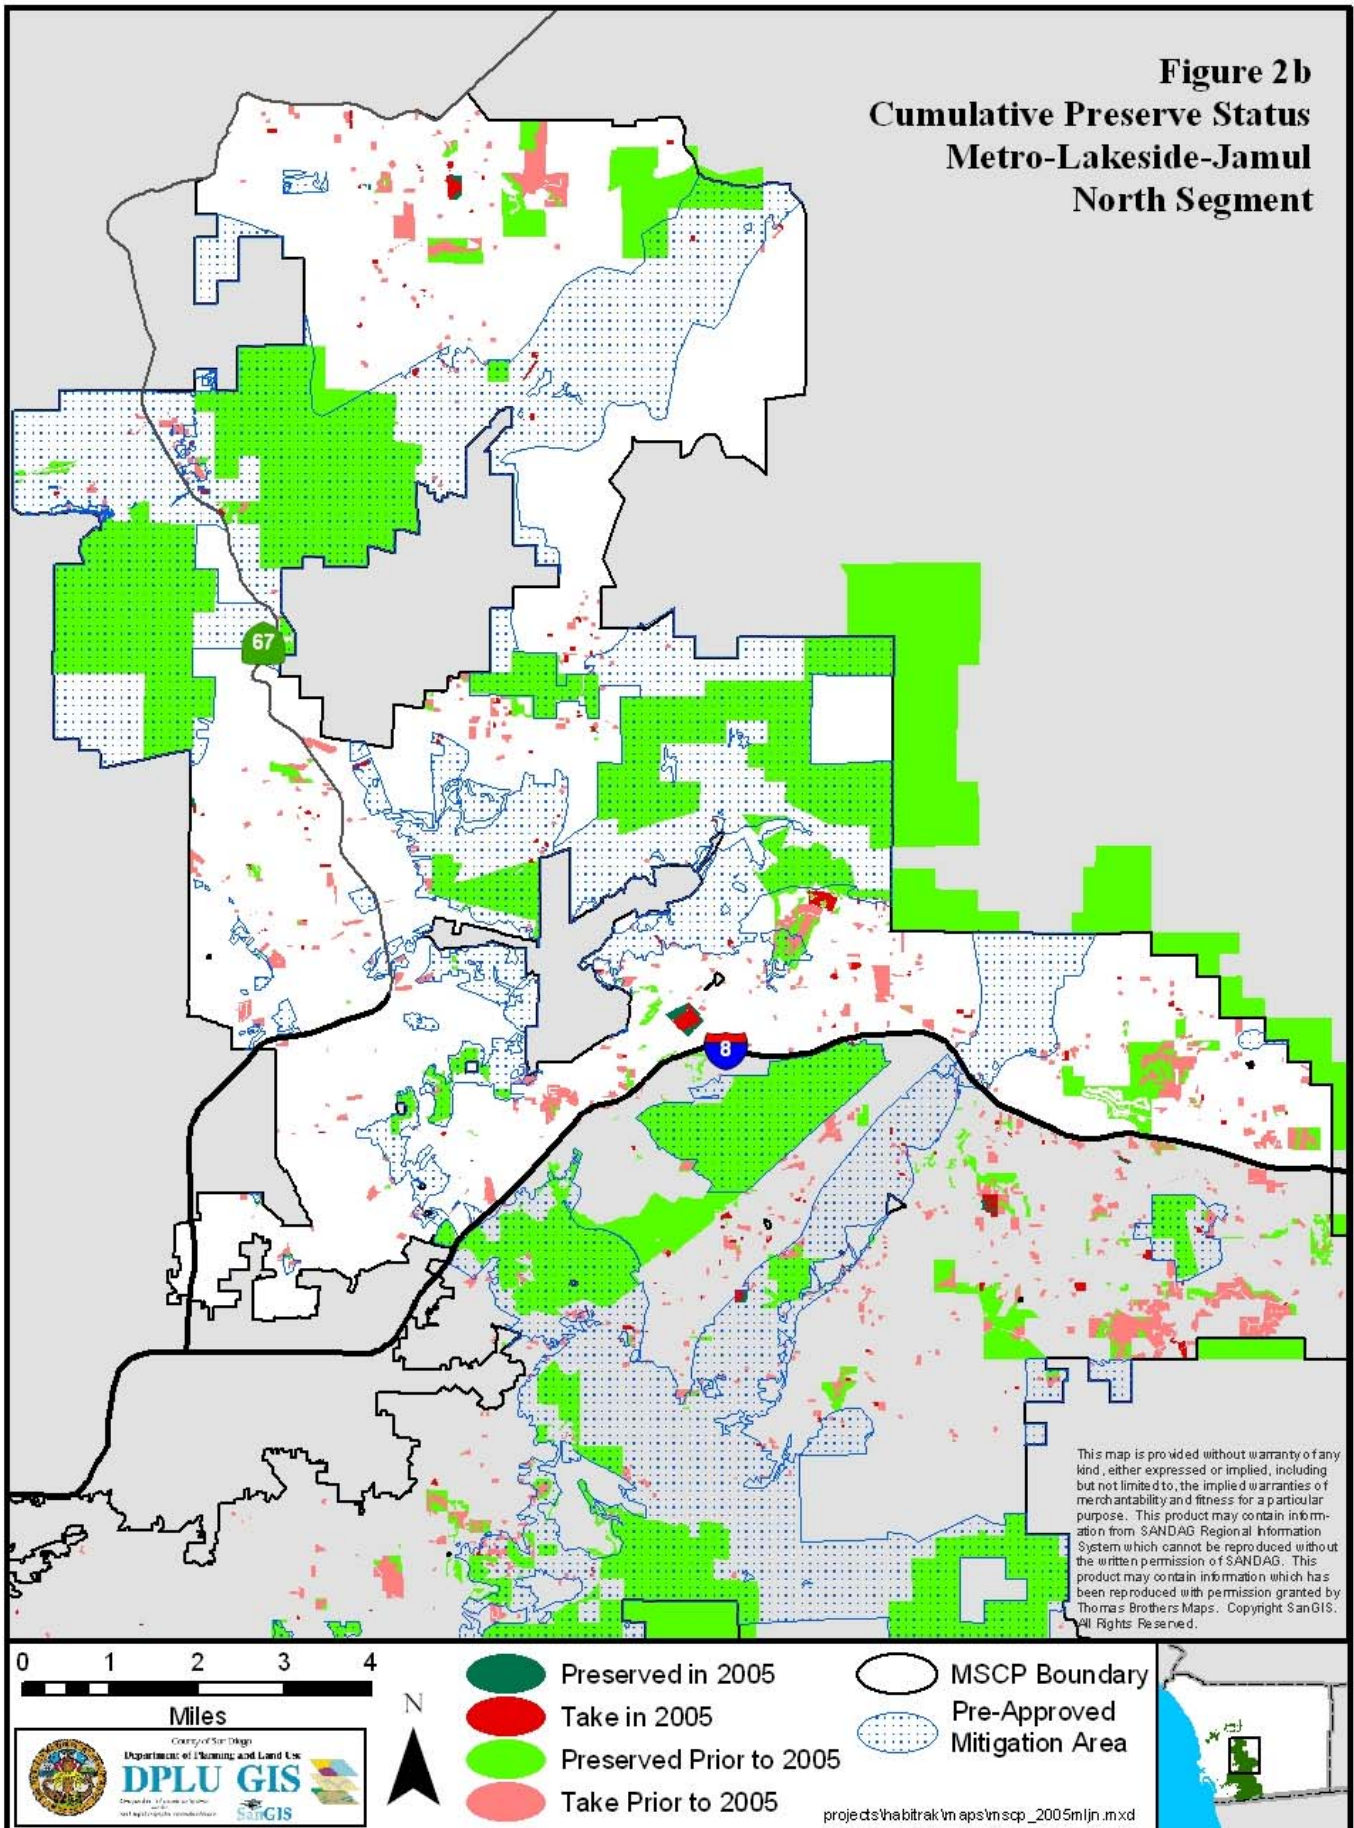 Figure 2b
Cumulative Preserve Status
Metro-Lakeside-Jamul
North Segment
67
8
This map is provided without warranty of any
kind, either expressed or implied, including
but not limited to, the implied warranties of
merchantability and fitness for a particular
purpose. This product may contain inform-
ation from SANDAG Regional Information
System which cannot be reproduced without
the written permission of SANDAG. This
product may contain information which has
been reproduced with permission granted by
Thomas Brothers Maps. Copyright SanGIS.
All Rights Reserved.
0 1 2 3 4
Miles
N
County of San Diego
Department of Planning and Land Use
DPLU GIS
SanGIS
Preserved in 2005
Take in 2005
Preserved Prior to 2005
Take Prior to 2005
MSCP Boundary
Pre-Approved
Mitigation Area
projects\habitrak\maps\mscp_2005mljn.mxd